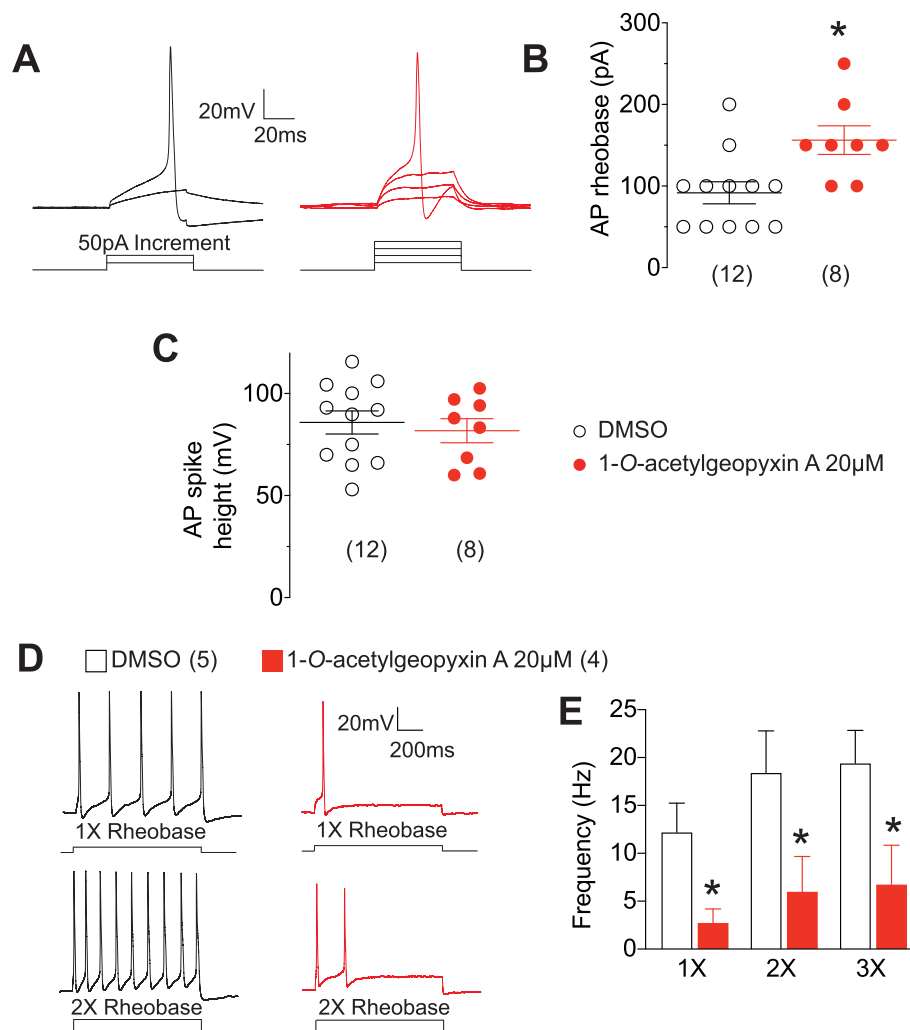 A
20mV
20ms
50pA Increment
B
AP rheobase (pA)
300
200
100
0
*
(12)
(8)
C
AP spike
height (mV)
100
50
0
(12)
(8)
DMSO
1-O-acetylgeopyxin A 20µM
D
DMSO (5)
1-O-acetylgeopyxin A 20µM (4)
20mV
200ms
1X Rheobase
1X Rheobase
2X Rheobase
2X Rheobase
E
Frequency (Hz)
25
20
15
10
5
0
*
*
*
1X
2X
3X